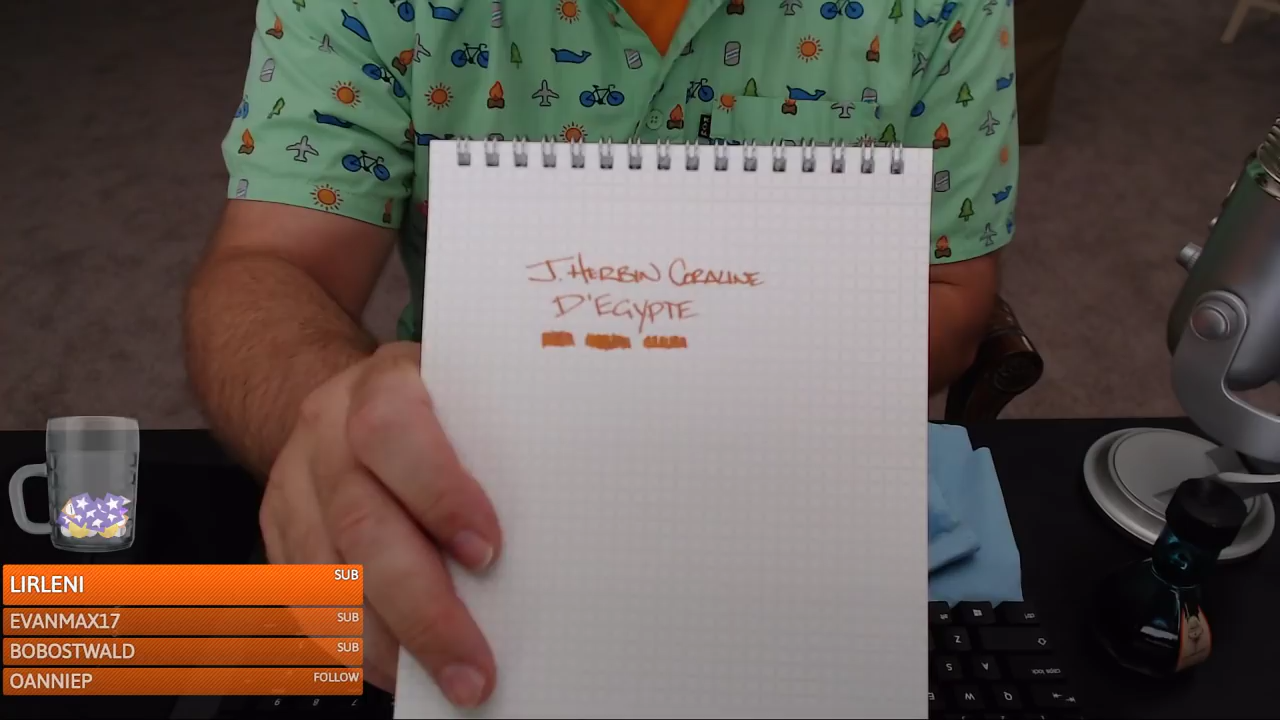 J. HERBIN CORALINE
D'EGYPTE
LIRLENI SUB
EVANMAX17 SUB
BOBOSTWALD SUB
OANNIEP FOLLOW